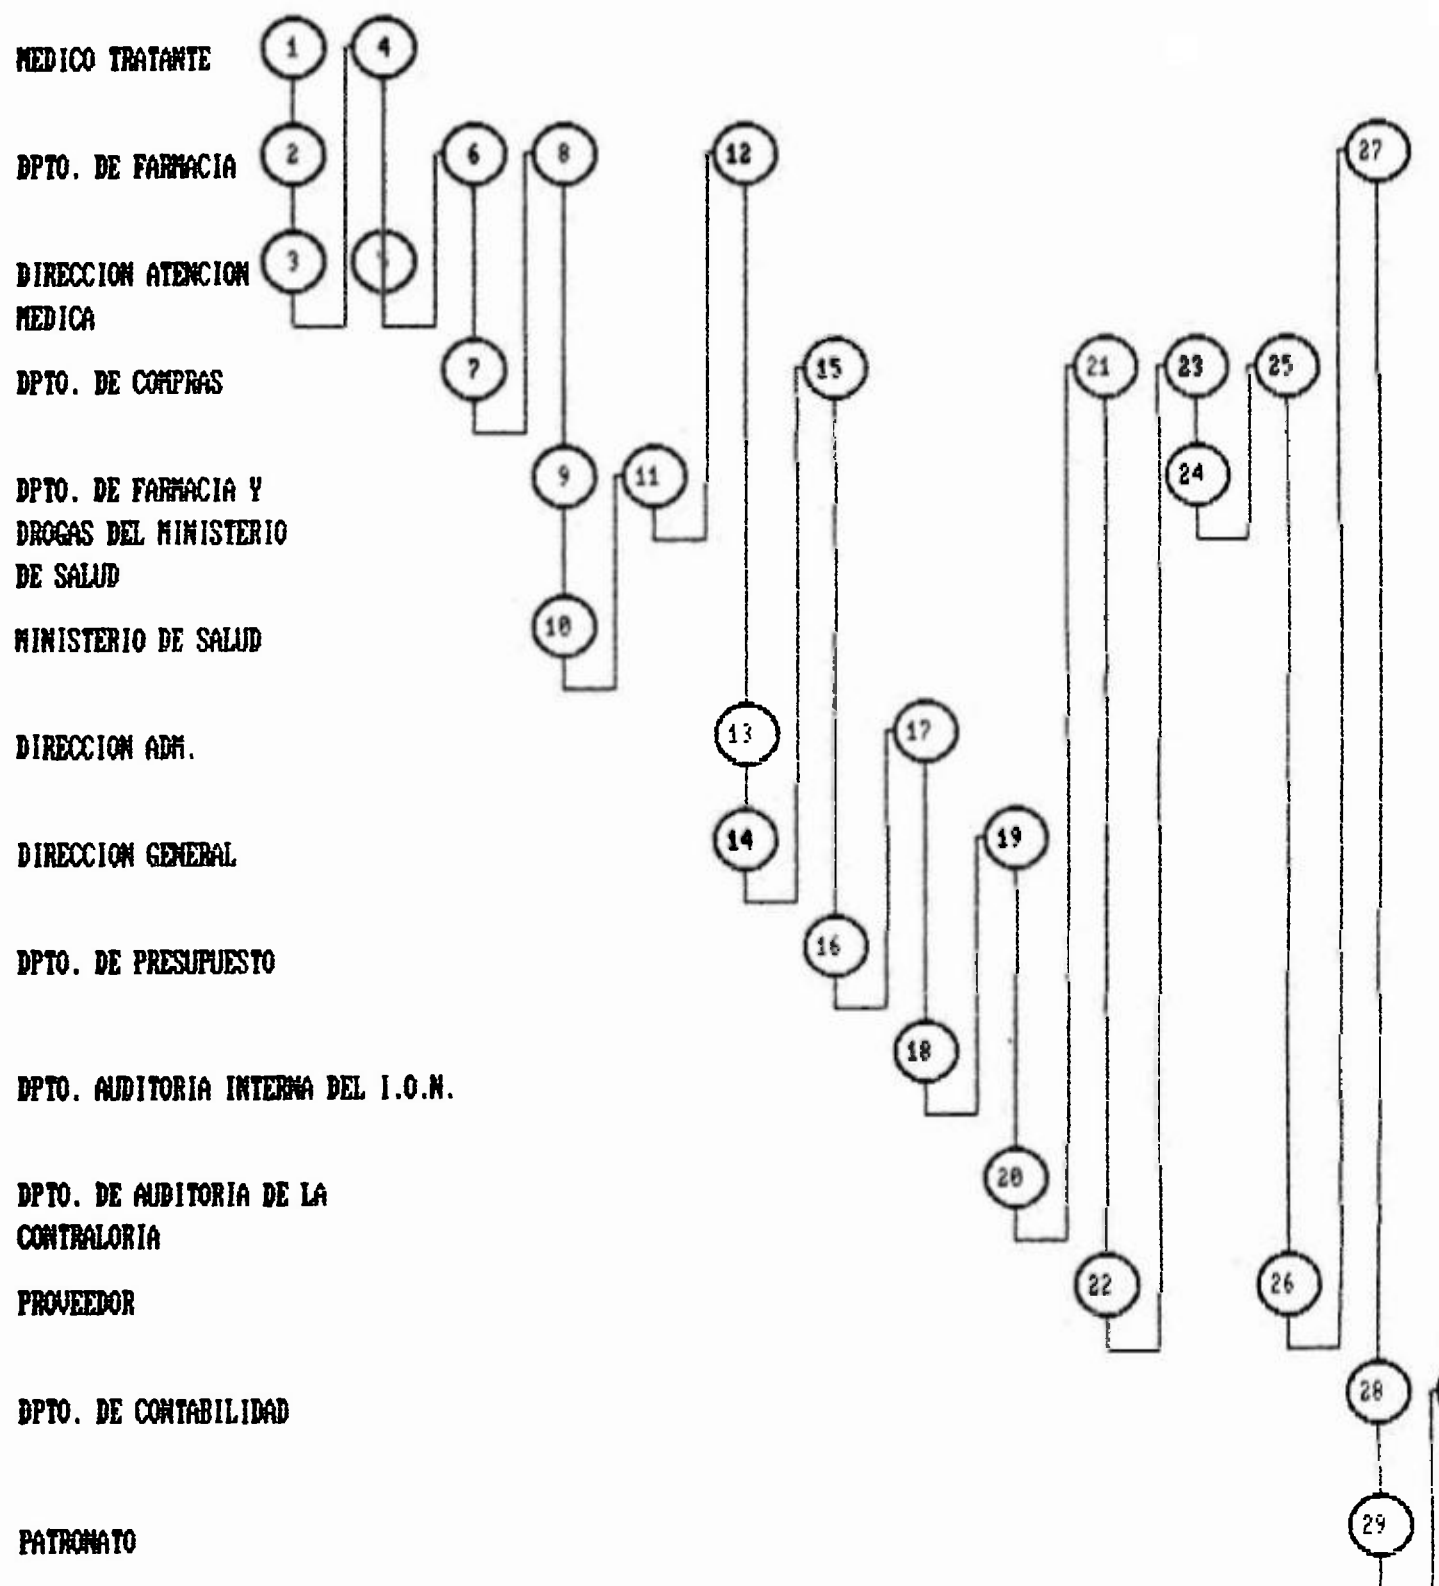 MEDICO TRATANTE 1 4
DPTO. DE FARMACIA 2 6 8 12 27
DIRECCION ATENCION 3
MEDICA
DPTO. DE COMPRAS 7 15 21 23 25
DPTO. DE FARMACIA Y 9 11 24
DROGAS DEL MINISTERIO
DE SALUD
MINISTERIO DE SALUD 10
DIRECCION ADM. 13 17
DIRECCION GENERAL 14 19
DPTO. DE PRESUPUESTO 16
DPTO. AUDITORIA INTERNA DEL I.O.N. 18
DPTO. DE AUDITORIA DE LA 20
CONTRALORIA
PROVEEDOR 22 26
DPTO. DE CONTABILIDAD 28
PATRONATO 29